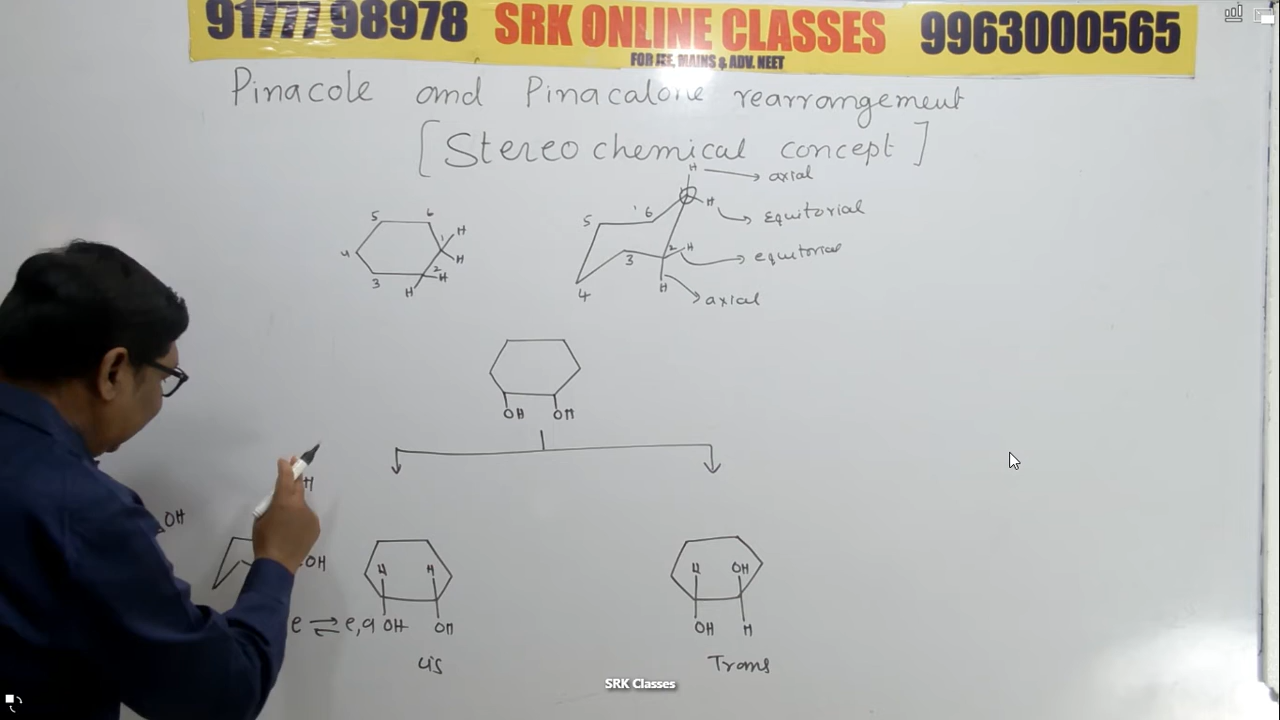 91777 98978 SRK ONLINE CLASSES 9963000565
FOR JEE, MAINS & ADV. NEET
Pinacole and Pinacalone rearrangement
[Stereo chemical concept]
H axial
5 6 1 H H
4 3 2 H H
5 6 H Equitorial
3 2 H equitorial
4 H axial
OH OH
H
OH
OH
H H
H OH
e ⇌ e, a OH OH
OH H
cis
Trans
SRK Classes